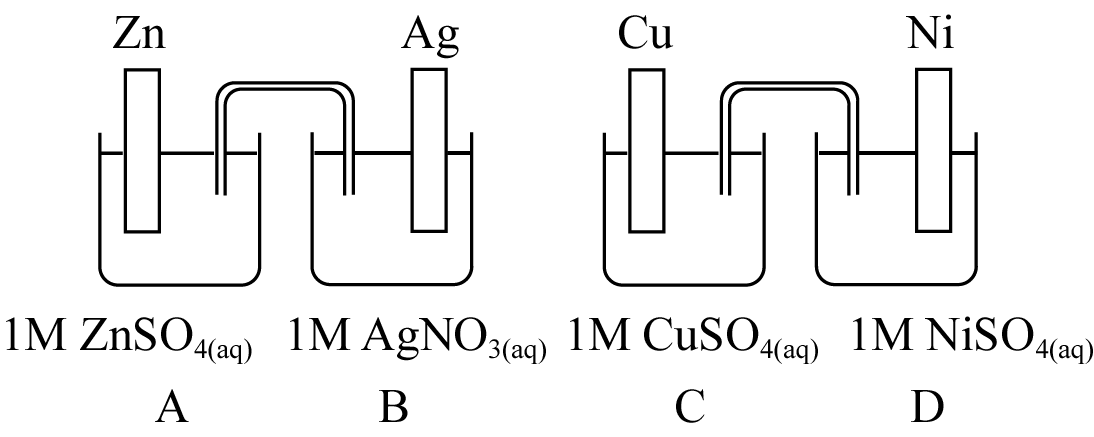 Zn Ag Cu Ni
1M ZnSO4(aq) 1M AgNO3(aq) 1M CuSO4(aq) 1M NiSO4(aq)
A B C D